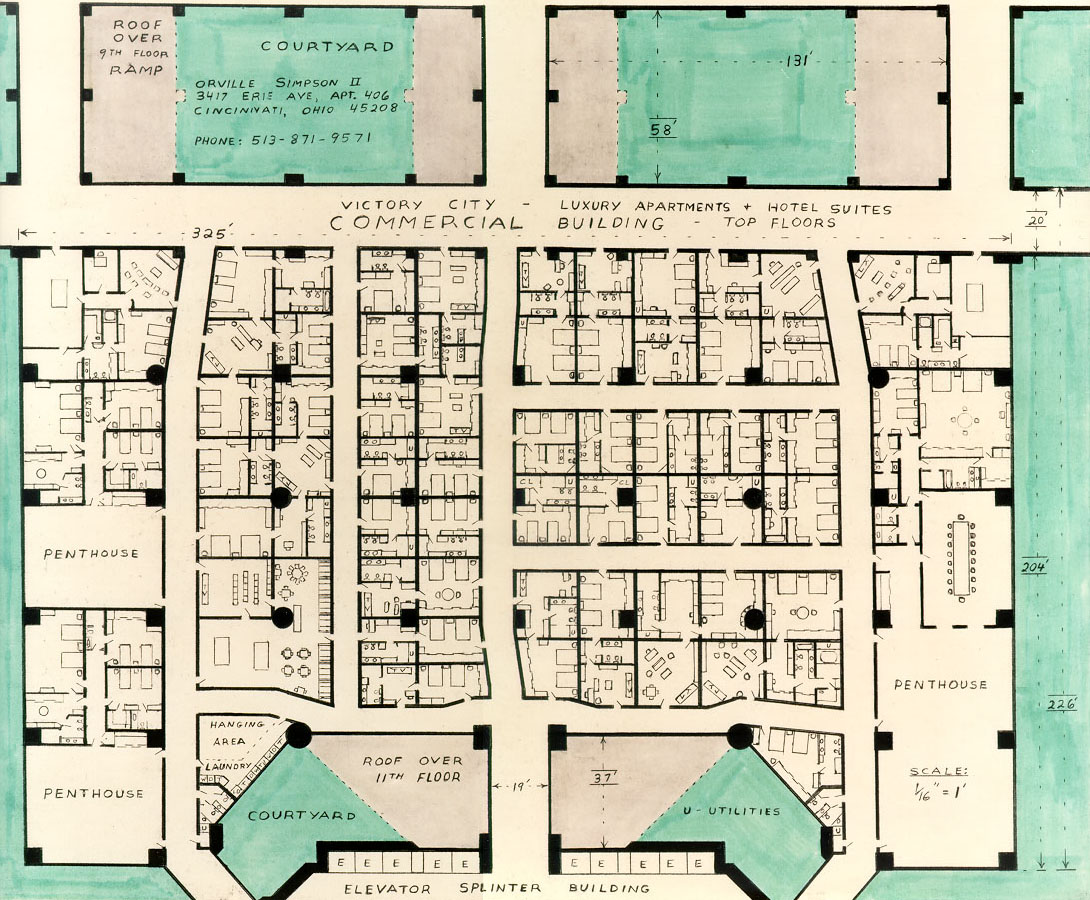 ROOF
OVER
9TH FLOOR
RAMP
COURTYARD
ORVILLE SIMPSON II
3417 ERIE AVE, APT. 406
CINCINNATI, OHIO 45208
PHONE: 513-871-9571
131'
58'
VICTORY CITY - LUXURY APARTMENTS + HOTEL SUITES
COMMERCIAL BUILDING - TOP FLOORS
20'
325'
CL
CL
PENTHOUSE
204'
PENTHOUSE
226'
HANGING
AREA
LAUNDRY
ROOF OVER
11TH FLOOR
19'
37'
SCALE:
1/16" = 1'
PENTHOUSE
COURTYARD
U-UTILITIES
E E E E E E
E E E E E E
ELEVATOR SPLINTER BUILDING